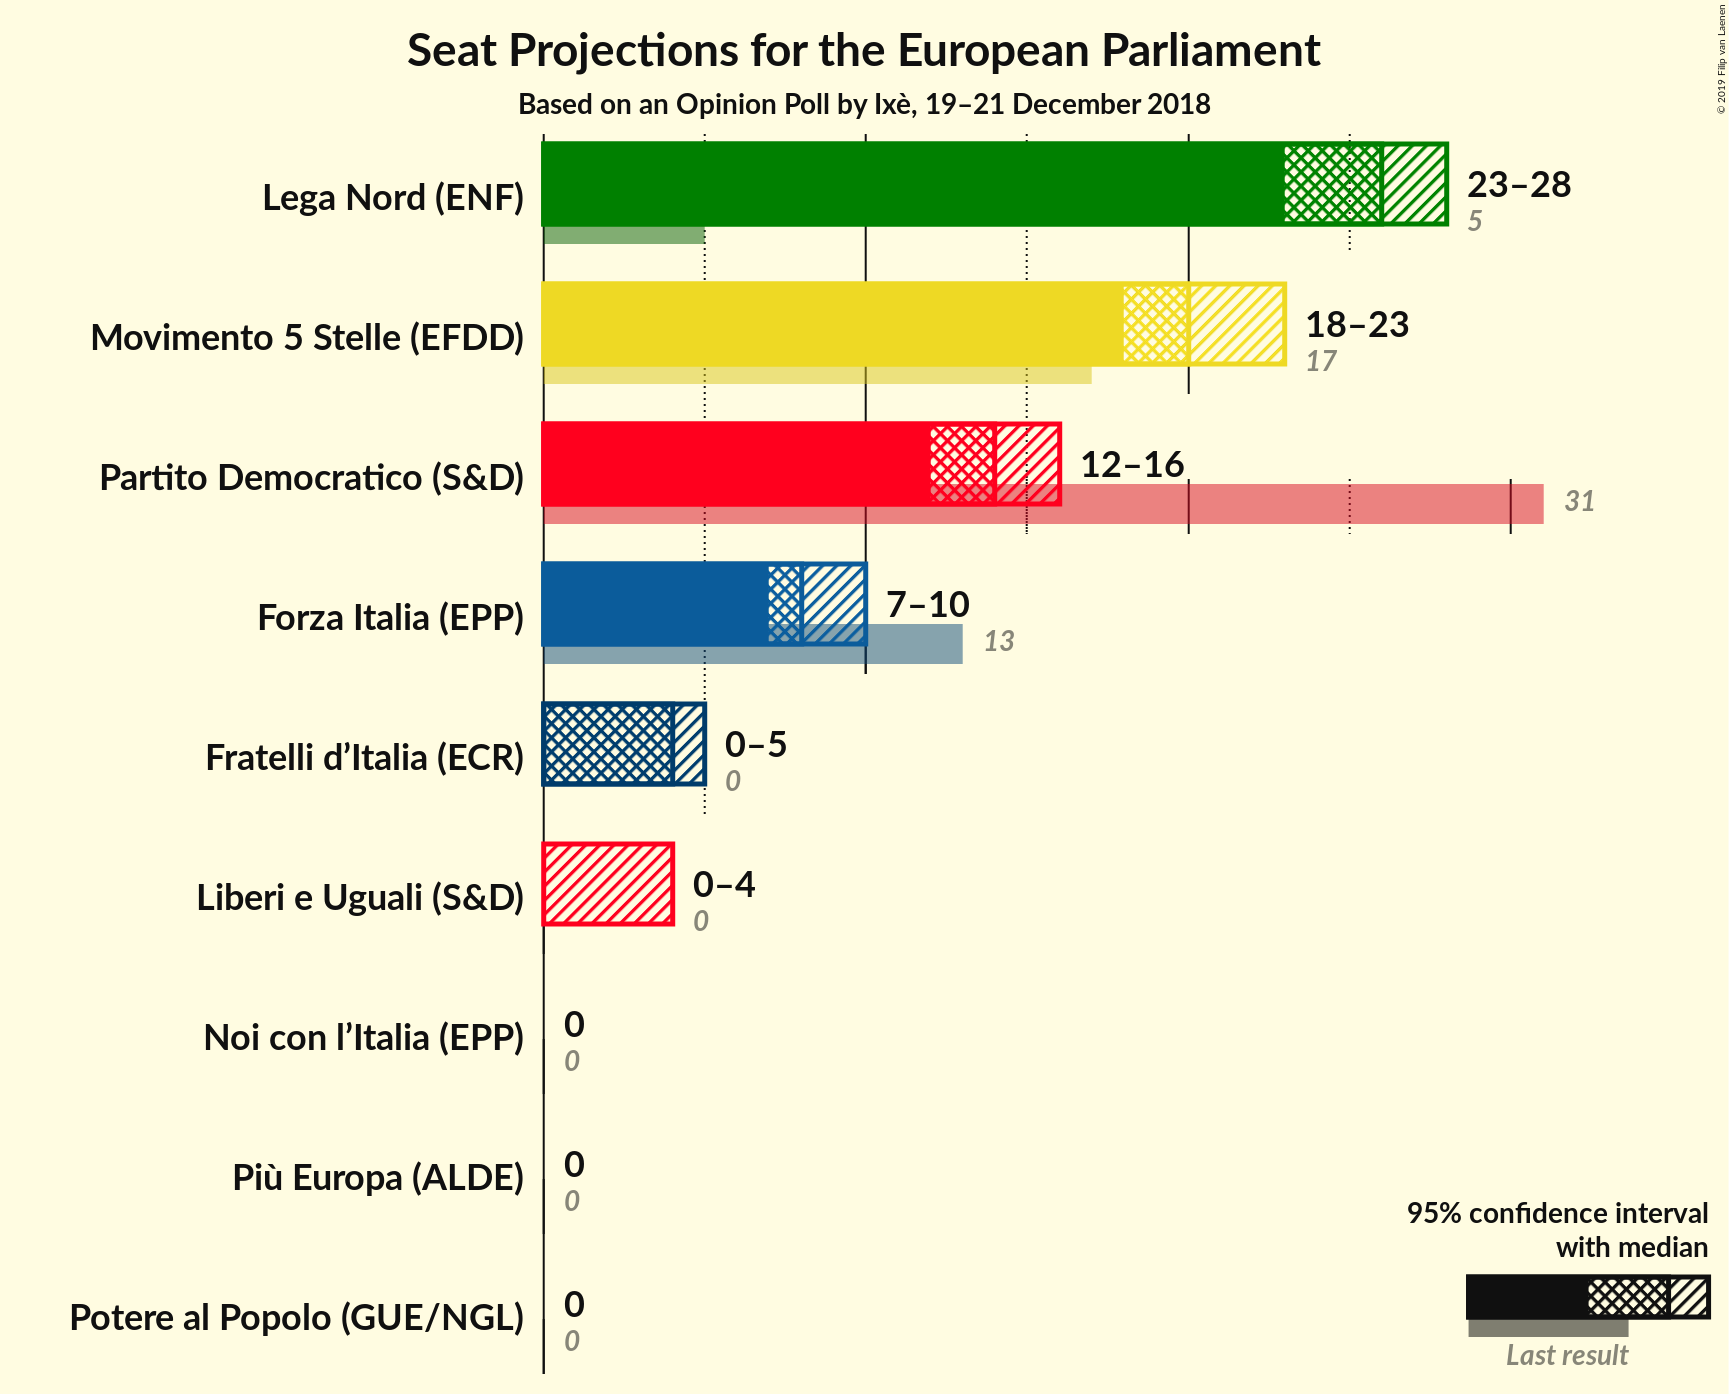 Seat Projections for the European Parliament
Based on an Opinion Poll by Ixè, 19–21 December 2018
© 2019 Filip van Laenen
Lega Nord (ENF)
23–28
5
Movimento 5 Stelle (EFDD)
18–23
17
Partito Democratico (S&D)
12–16
31
Forza Italia (EPP)
7–10
13
Fratelli d’Italia (ECR)
0–5
0
Liberi e Uguali (S&D)
0–4
0
Noi con l’Italia (EPP)
0
0
Più Europa (ALDE)
0
0
Potere al Popolo (GUE/NGL)
0
0
95% confidence interval
with median
Last result